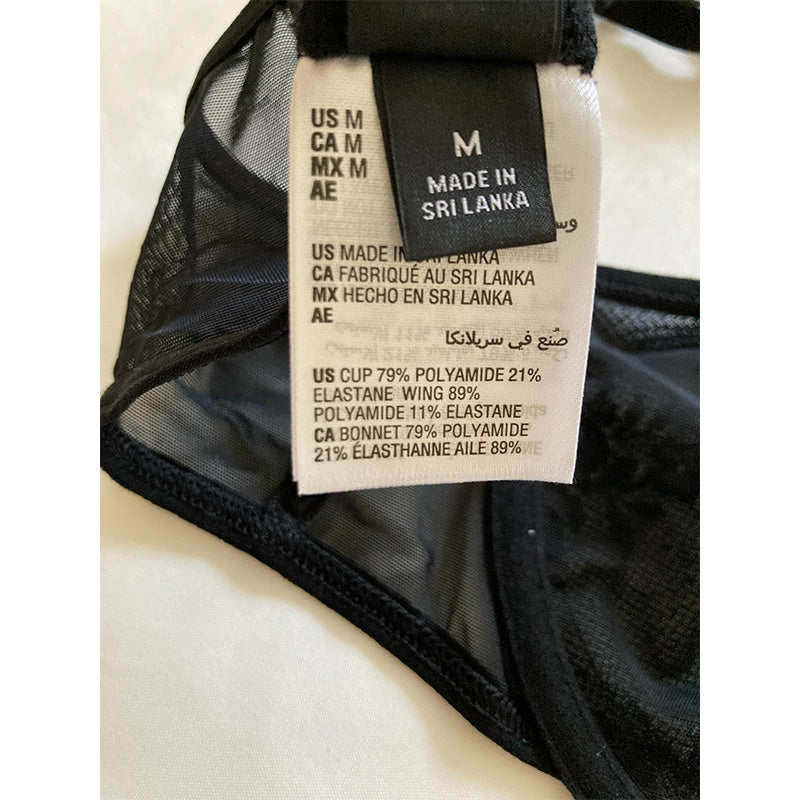 US M
CA M
MX M
AE
M
MADE IN
SRI LANKA
وس
US MADE IN SRI LANKA
CA FABRIQUÉ AU SRI LANKA
MX HECHO EN SRI LANKA
AE
صُنع في سريلانكا
US CUP 79% POLYAMIDE 21%
ELASTANE WING 89%
POLYAMIDE 11% ELASTANE
CA BONNET 79% POLYAMIDE
21% ÉLASTHANNE AILE 89%